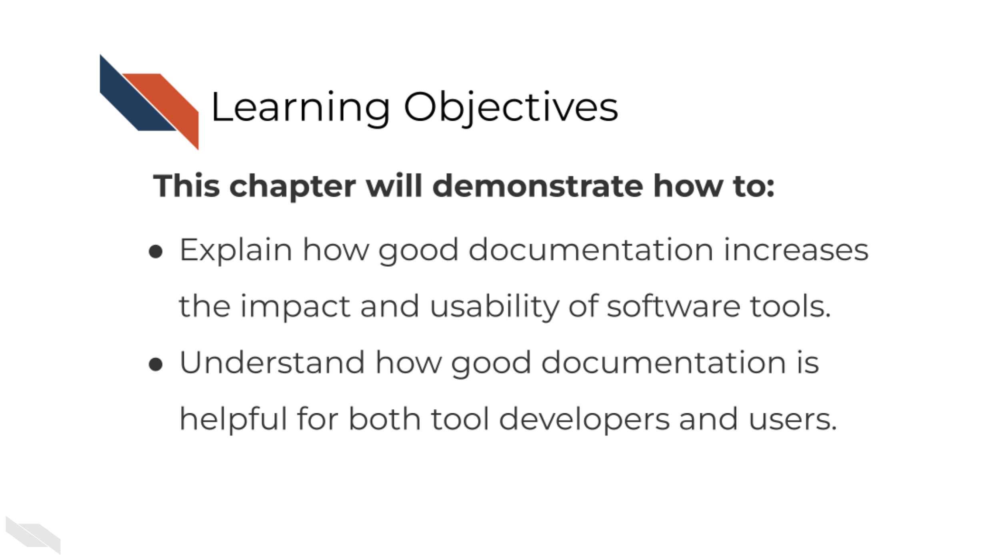 Learning Objectives
This chapter will demonstrate how to:
● Explain how good documentation increases
the impact and usability of software tools.
● Understand how good documentation is
helpful for both tool developers and users.